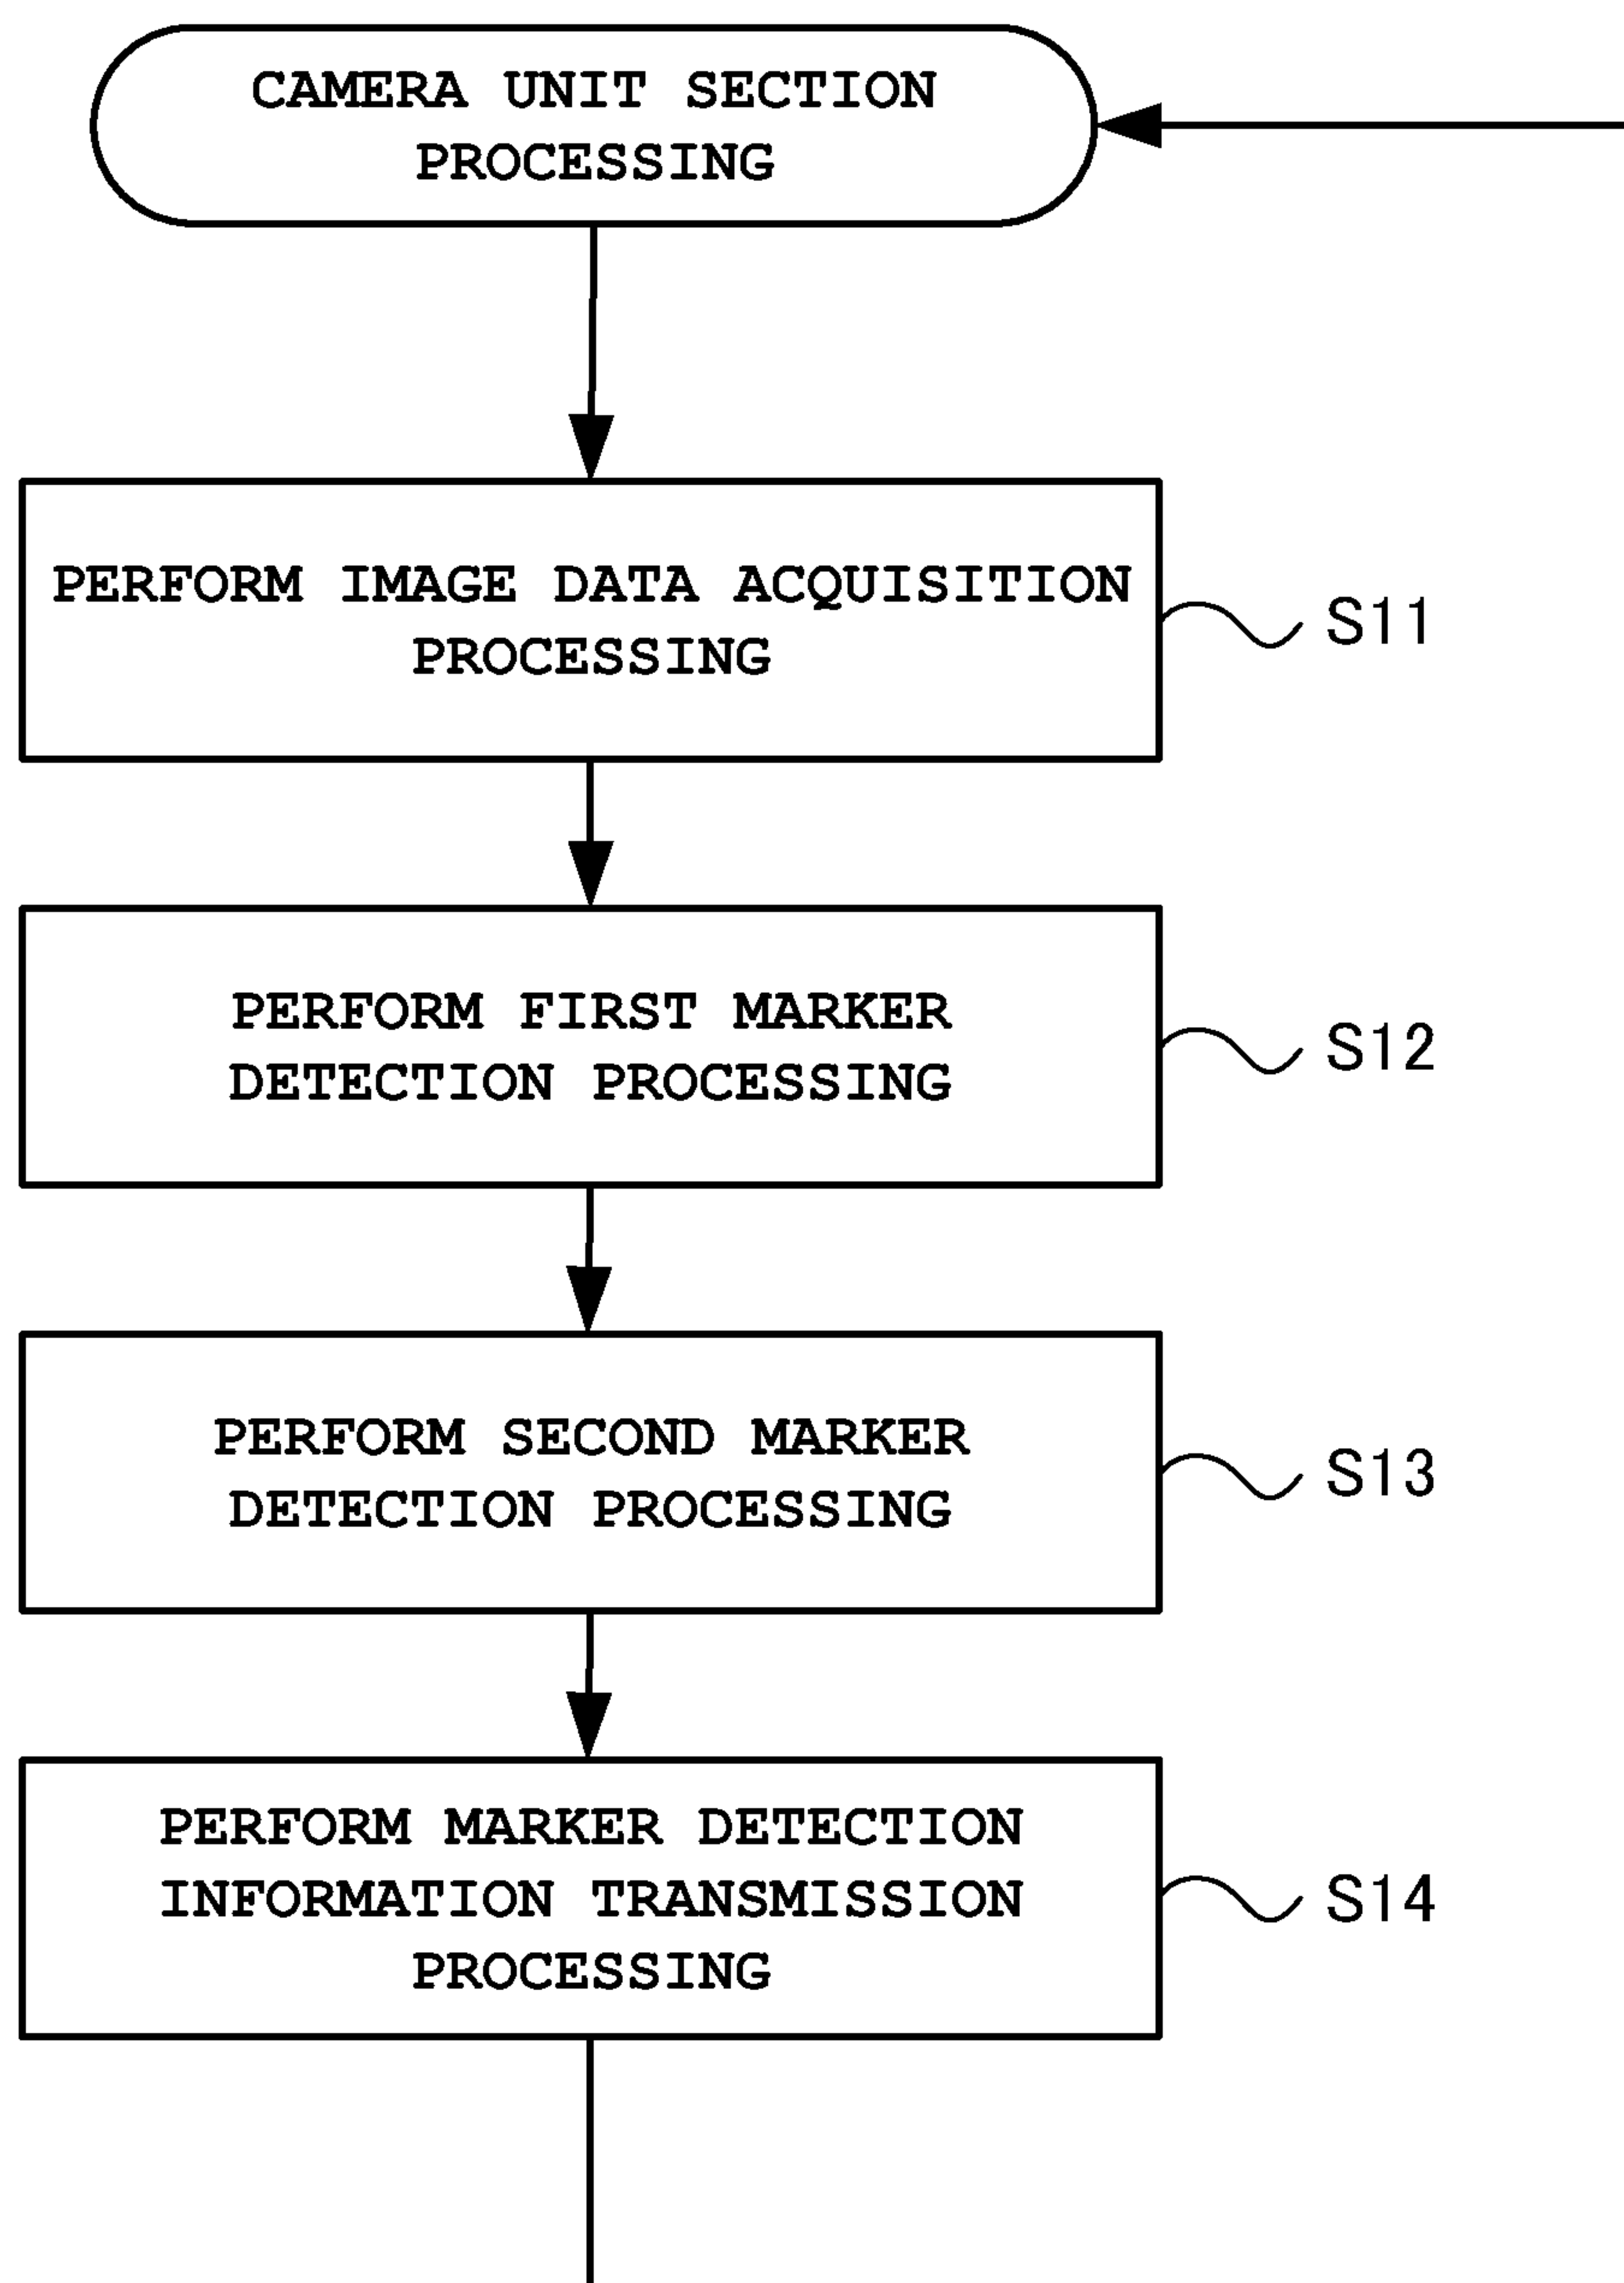 CAMERA UNIT SECTION
PROCESSING
PERFORM IMAGE DATA ACQUISITION
PROCESSING
S11
PERFORM FIRST MARKER
DETECTION PROCESSING
S12
PERFORM SECOND MARKER
DETECTION PROCESSING
S13
PERFORM MARKER DETECTION
INFORMATION TRANSMISSION
PROCESSING
S14